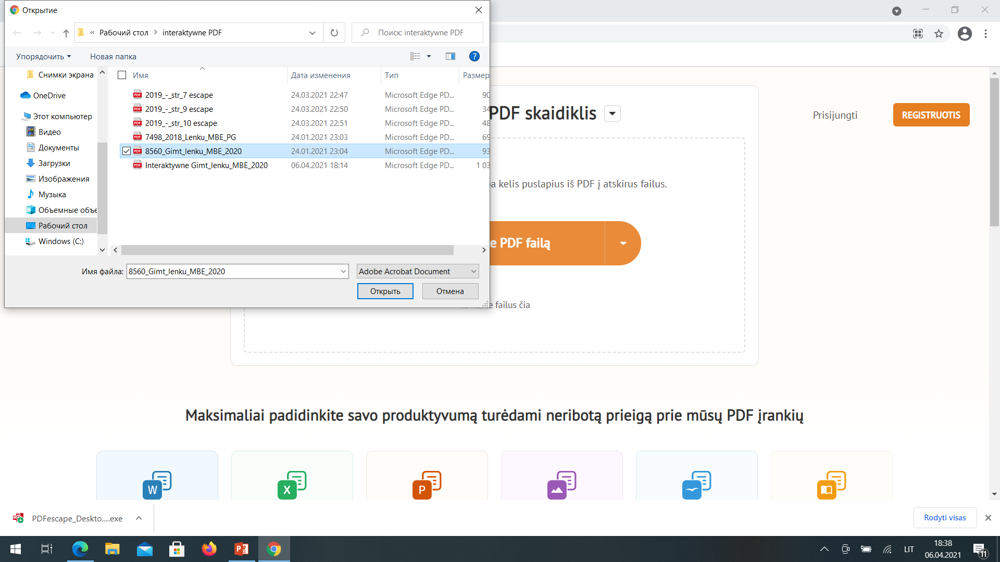 Открытие
« Рабочий стол > interaktywne PDF
Поиск: interaktywne PDF
Упорядочить
Новая папка
Снимки экрана
OneDrive
Этот компьютер
Видео
Документы
Загрузки
Изображения
Музыка
Объемные объе
Рабочий стол
Windows (C:)
Имя Дата изменения Тип Размер
2019_-_str_7 escape 24.03.2021 22:47 Microsoft Edge PD... 90
2019_-_str_9 escape 24.03.2021 22:50 Microsoft Edge PD... 34
2019_-_str_10 escape 24.03.2021 22:51 Microsoft Edge PD... 48
7498_2018_Lenku_MBE_PG 24.01.2021 23:03 Microsoft Edge PD... 69
8560_Gimt_lenku_MBE_2020 24.01.2021 23:04 Microsoft Edge PD... 93
Interaktywne Gimt_lenku_MBE_2020 06.04.2021 18:14 Microsoft Edge PD... 1 03
Имя файла: 8560_Gimt_lenku_MBE_2020
Adobe Acrobat Document
Открыть
Отмена
PDF skaidiklis
Prisijungti
REGISTRUOTIS
kelis puslapius iš PDF į atskirus failus.
PDF failą
failus čia
Maksimaliai padidinkite savo produktyvumą turėdami neribotą prieigą prie mūsų PDF įrankių
W
X
P
PDFescape_Deskto....exe
Rodyti visas
LIT
18:38
06.04.2021
11